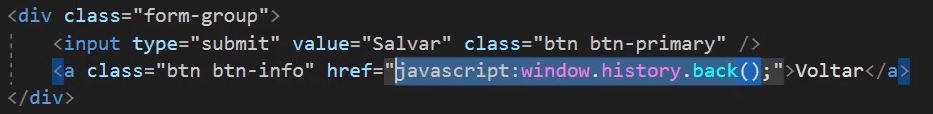 <div class="form-group">
<input type="submit" value="Salvar" class="btn btn-primary" />
<a class="btn btn-info" href="javascript:window.history.back();">Voltar</a>
</div>